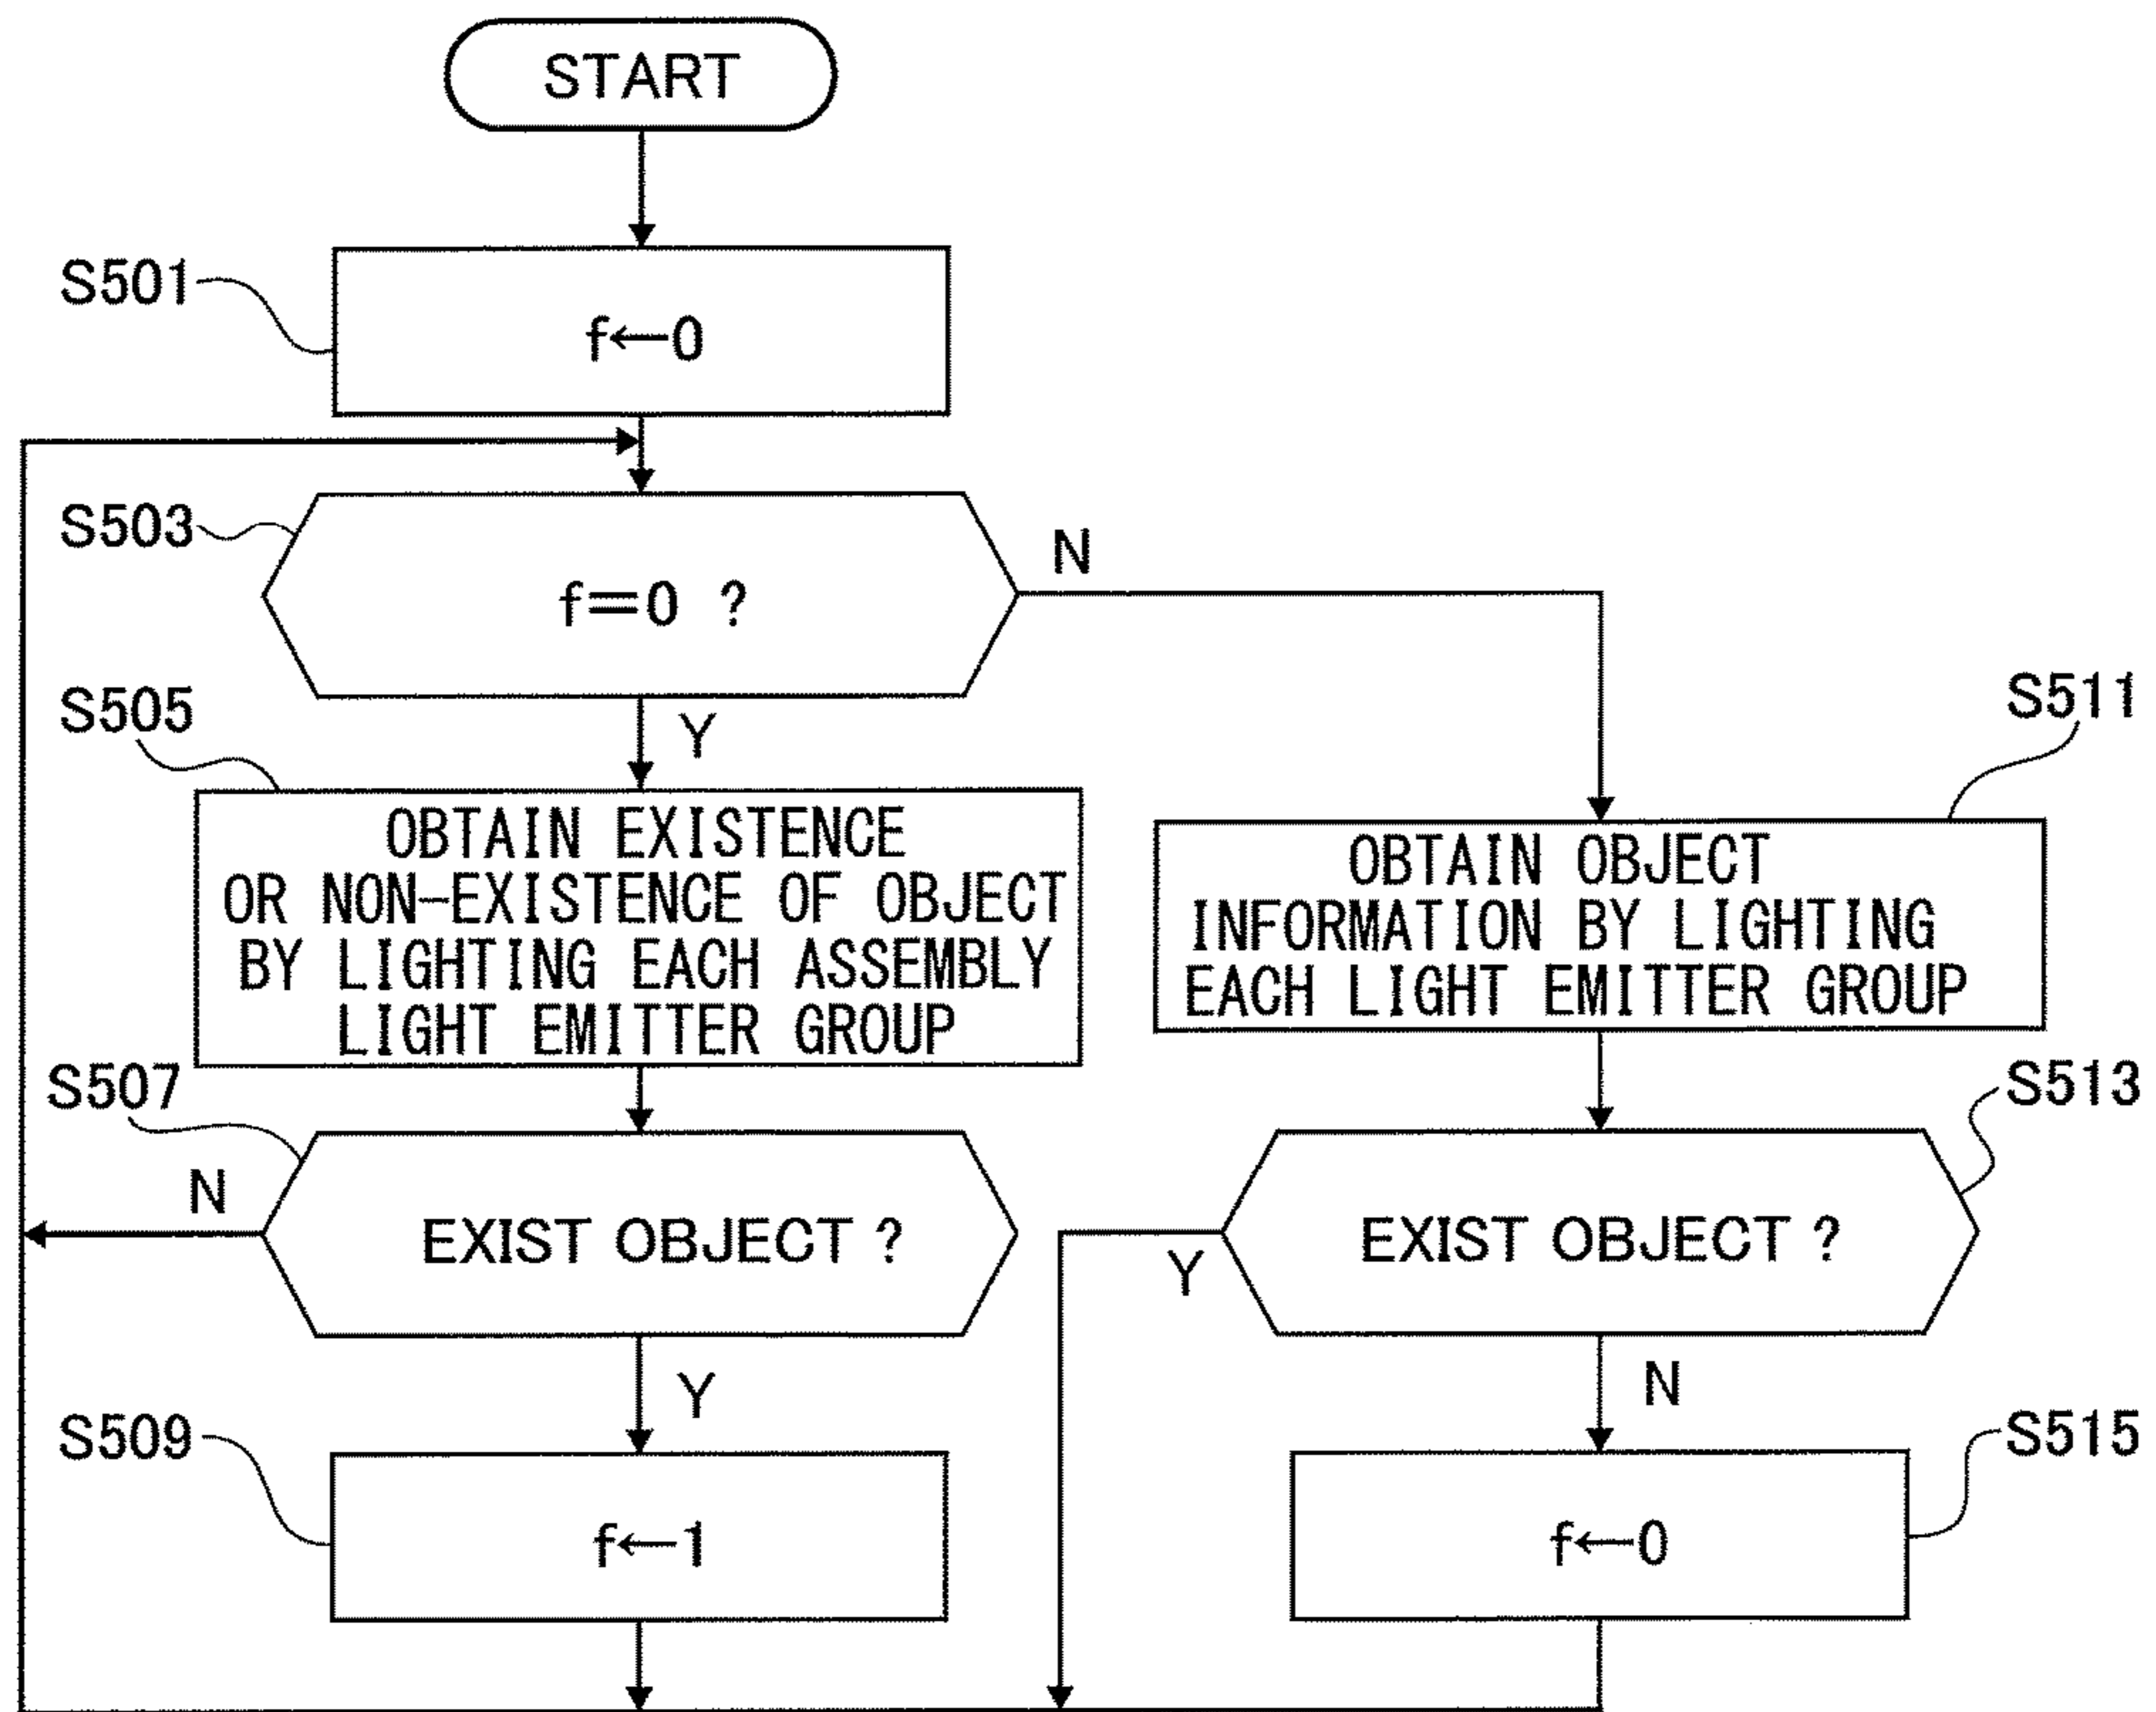 START
S501
f←0
S503
f=0 ?
N
Y
S505
OBTAIN EXISTENCE
OR NON-EXISTENCE OF OBJECT
BY LIGHTING EACH ASSEMBLY
LIGHT EMITTER GROUP
S511
OBTAIN OBJECT
INFORMATION BY LIGHTING
EACH LIGHT EMITTER GROUP
S507
N
EXIST OBJECT ?
Y
S513
EXIST OBJECT ?
Y
N
S509
f←1
S515
f←0